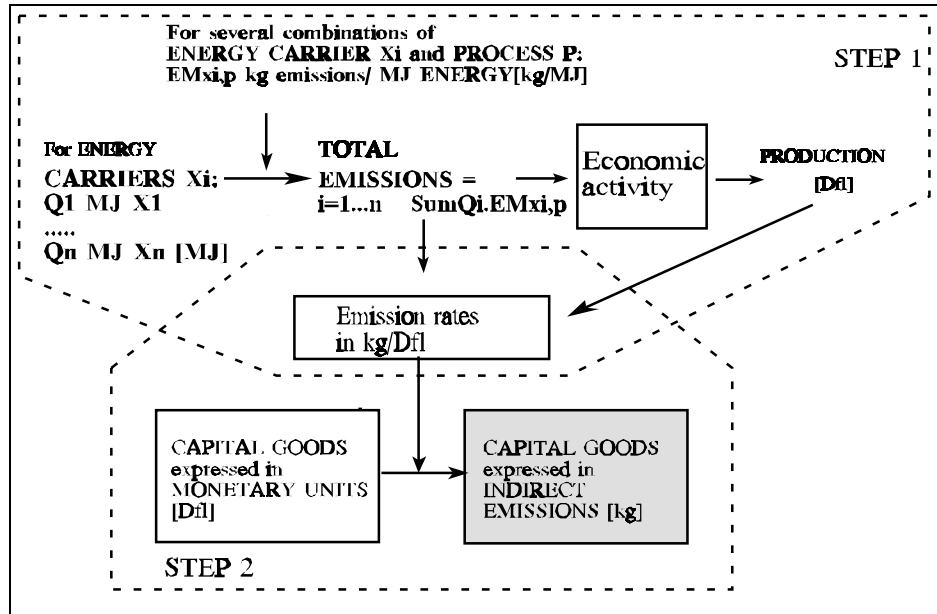 For several combinations of
ENERGY CARRIER Xi and PROCESS P:
EMxi,p kg emissions/ MJ ENERGY[kg/MJ]
STEP 1
For ENERGY
CARRIERS Xi:
Q1 MJ X1
.....
Qn MJ Xn [MJ]
TOTAL
EMISSIONS =
i=1...n SumQi.EMxi,p
Economic
activity
PRODUCTION
[Dfl]
Emission rates
in kg/Dfl
CAPITAL GOODS
expressed in
MONETARY UNITS
[Dfl]
CAPITAL GOODS
expressed in
INDIRECT
EMISSIONS [kg]
STEP 2